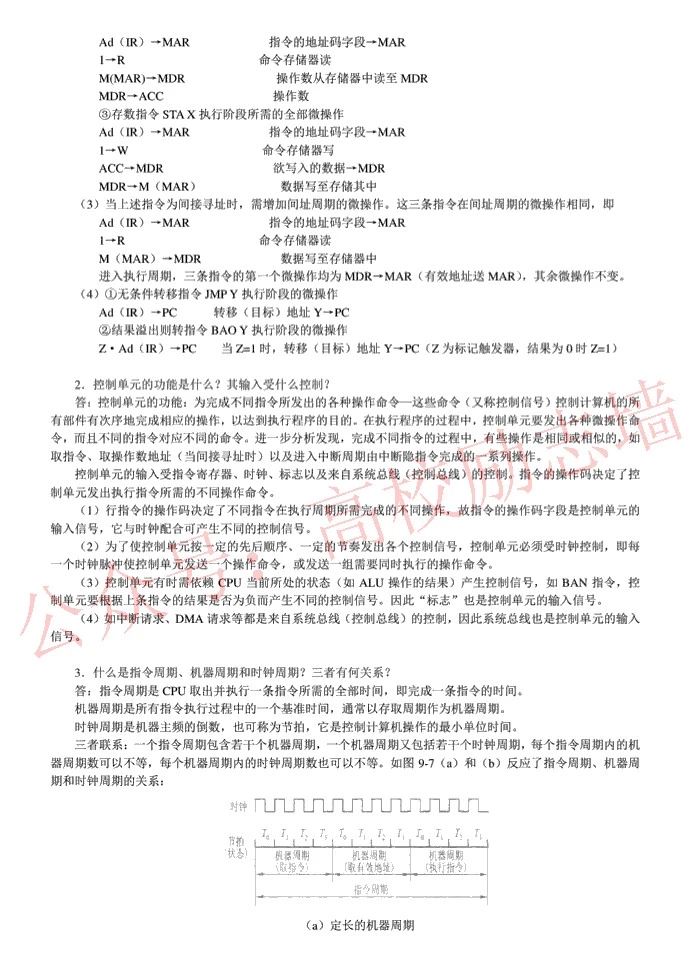 Ad（IR）→MAR 指令的地址码字段→MAR
1→R 命令存储器读
M(MAR)→MDR 操作数从存储器中读至 MDR
MDR→ACC 操作数
③存数指令 STA X 执行阶段所需的全部微操作
Ad（IR）→MAR 指令的地址码字段→MAR
1→W 命令存储器写
ACC→MDR 欲写入的数据→MDR
MDR→M（MAR） 数据写至存储其中
（3）当上述指令为间接寻址时，需增加间址周期的微操作。这三条指令在间址周期的微操作相同，即
Ad（IR）→MAR 指令的地址码字段→MAR
1→R 命令存储器读
M（MAR）→MDR 数据写至存储器中
进入执行周期，三条指令的第一个微操作均为 MDR→MAR（有效地址送 MAR），其余微操作不变。
（4）①无条件转移指令 JMP Y 执行阶段的微操作
Ad（IR）→PC 转移（目标）地址 Y→PC
②结果溢出则转指令 BAO Y 执行阶段的微操作
Z·Ad（IR）→PC 当 Z=1 时，转移（目标）地址 Y→PC（Z 为标记触发器，结果为 0 时 Z=1）
2．控制单元的功能是什么？其输入受什么控制？
答：控制单元的功能：为完成不同指令所发出的各种操作命令—这些命令（又称控制信号）控制计算机的所
有部件有次序地完成相应的操作，以达到执行程序的目的。在执行程序的过程中，控制单元要发出各种微操作命
令，而且不同的指令对应不同的命令。进一步分析发现，完成不同指令的过程中，有些操作是相同或相似的，如
取指令、取操作数地址（当间接寻址时）以及进入中断周期由中断隐指令完成的一系列操作。
控制单元的输入受指令寄存器、时钟、标志以及来自系统总线（控制总线）的控制。指令的操作码决定了控
制单元发出执行指令所需的不同操作命令。
（1）行指令的操作码决定了不同指令在执行周期所需完成的不同操作，故指令的操作码字段是控制单元的
输入信号，它与时钟配合可产生不同的控制信号。
（2）为了使控制单元按一定的先后顺序、一定的节奏发出各个控制信号，控制单元必须受时钟控制，即每
一个时钟脉冲使控制单元发送一个操作命令，或发送一组需要同时执行的操作命令。
（3）控制单元有时需依赖 CPU 当前所处的状态（如 ALU 操作的结果）产生控制信号，如 BAN 指令，控
制单元要根据上条指令的结果是否为负而产生不同的控制信号。因此“标志”也是控制单元的输入信号。
（4）如中断请求、DMA 请求等都是来自系统总线（控制总线）的控制，因此系统总线也是控制单元的输入
信号。
公众号：高校励志墙
3．什么是指令周期、机器周期和时钟周期？三者有何关系？
答：指令周期是 CPU 取出并执行一条指令所需的全部时间，即完成一条指令的时间。
机器周期是所有指令执行过程中的一个基准时间，通常以存取周期作为机器周期。
时钟周期是机器主频的倒数，也可称为节拍，它是控制计算机操作的最小单位时间。
三者联系：一个指令周期包含若干个机器周期，一个机器周期又包括若干个时钟周期，每个指令周期内的机
器周期数可以不等，每个机器周期内的时钟周期数也可以不等。如图 9-7（a）和（b）反应了指令周期、机器周
期和时钟周期的关系：
时钟
节拍 T0 T1 T2 T3 T0 T1 T2 T3 T0 T1 T2 T3
（状态） 机器周期 机器周期 机器周期
（取指令） （取有效地址） （执行指令）
指令周期
（a）定长的机器周期